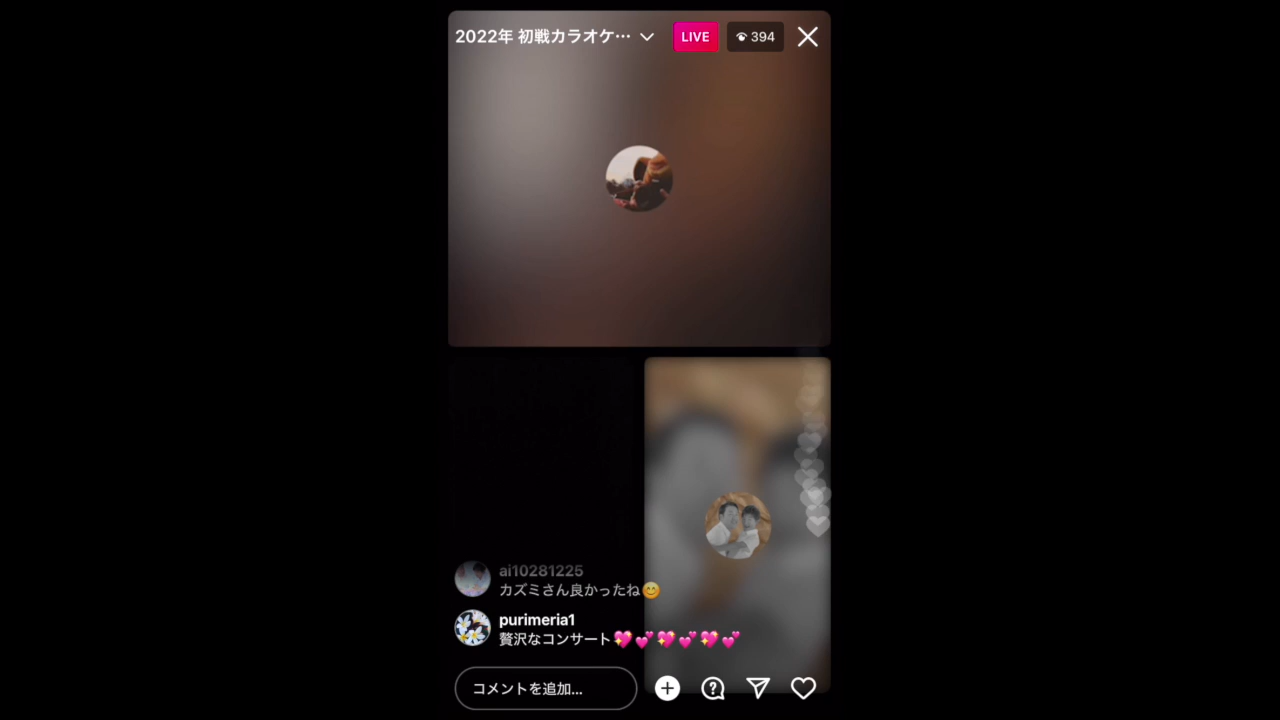 2022年 初戦カラオケ…
LIVE
394
ai10281225
カズミさん良かったね😊
purimeria1
贅沢なコンサート💖💕💖💕💖💕
コメントを追加...